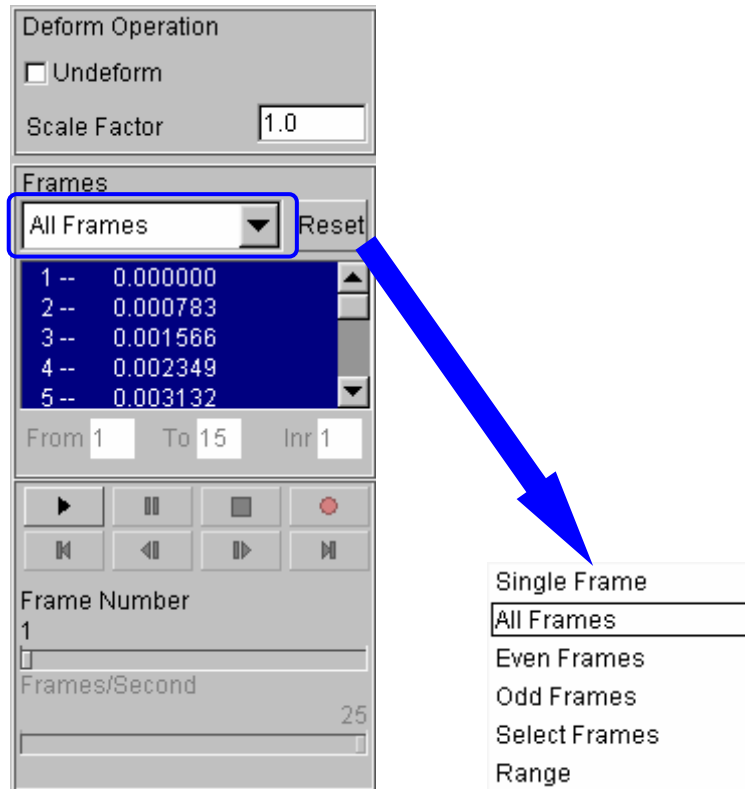 Deform Operation
Undeform
Scale Factor 1.0
Frames
All Frames Reset
1 -- 0.000000
2 -- 0.000783
3 -- 0.001566
4 -- 0.002349
5 -- 0.003132
From 1 To 15 Inr 1
Frame Number
1
Frames/Second
25
Single Frame
All Frames
Even Frames
Odd Frames
Select Frames
Range